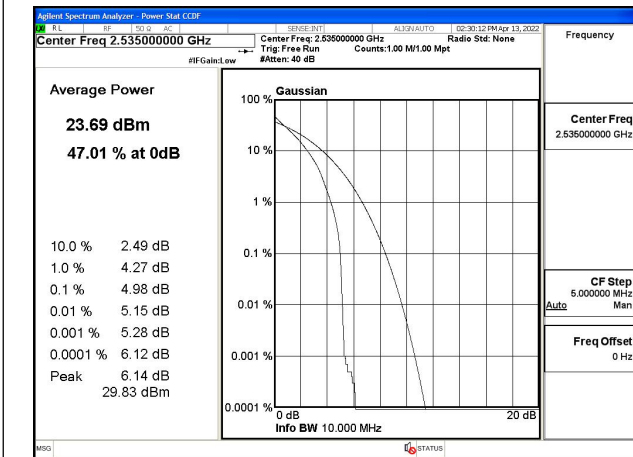 Agilent Spectrum Analyzer - Power Stat CCDF
RL RF 50 Ω AC SENSE:INT ALIGNAUTO 02:30:12 PM Apr 13, 2022
Center Freq 2.535000000 GHz
Center Freq: 2.535000000 GHz Radio Std: None
Trig: Free Run Counts:1.00 M/1.00 Mpt
#IFGain:Low #Atten: 40 dB
Frequency
Average Power
23.69 dBm
47.01 % at 0dB
10.0 % 2.49 dB
1.0 % 4.27 dB
0.1 % 4.98 dB
0.01 % 5.15 dB
0.001 % 5.28 dB
0.0001 % 6.12 dB
Peak 6.14 dB
29.83 dBm
Gaussian
100 %
10 %
1 %
0.1 %
0.01 %
0.001 %
0.0001 %
0 dB 20 dB
Info BW 10.000 MHz
Center Freq
2.535000000 GHz
CF Step
5.000000 MHz
Auto Man
Freq Offset
0 Hz
MSG STATUS